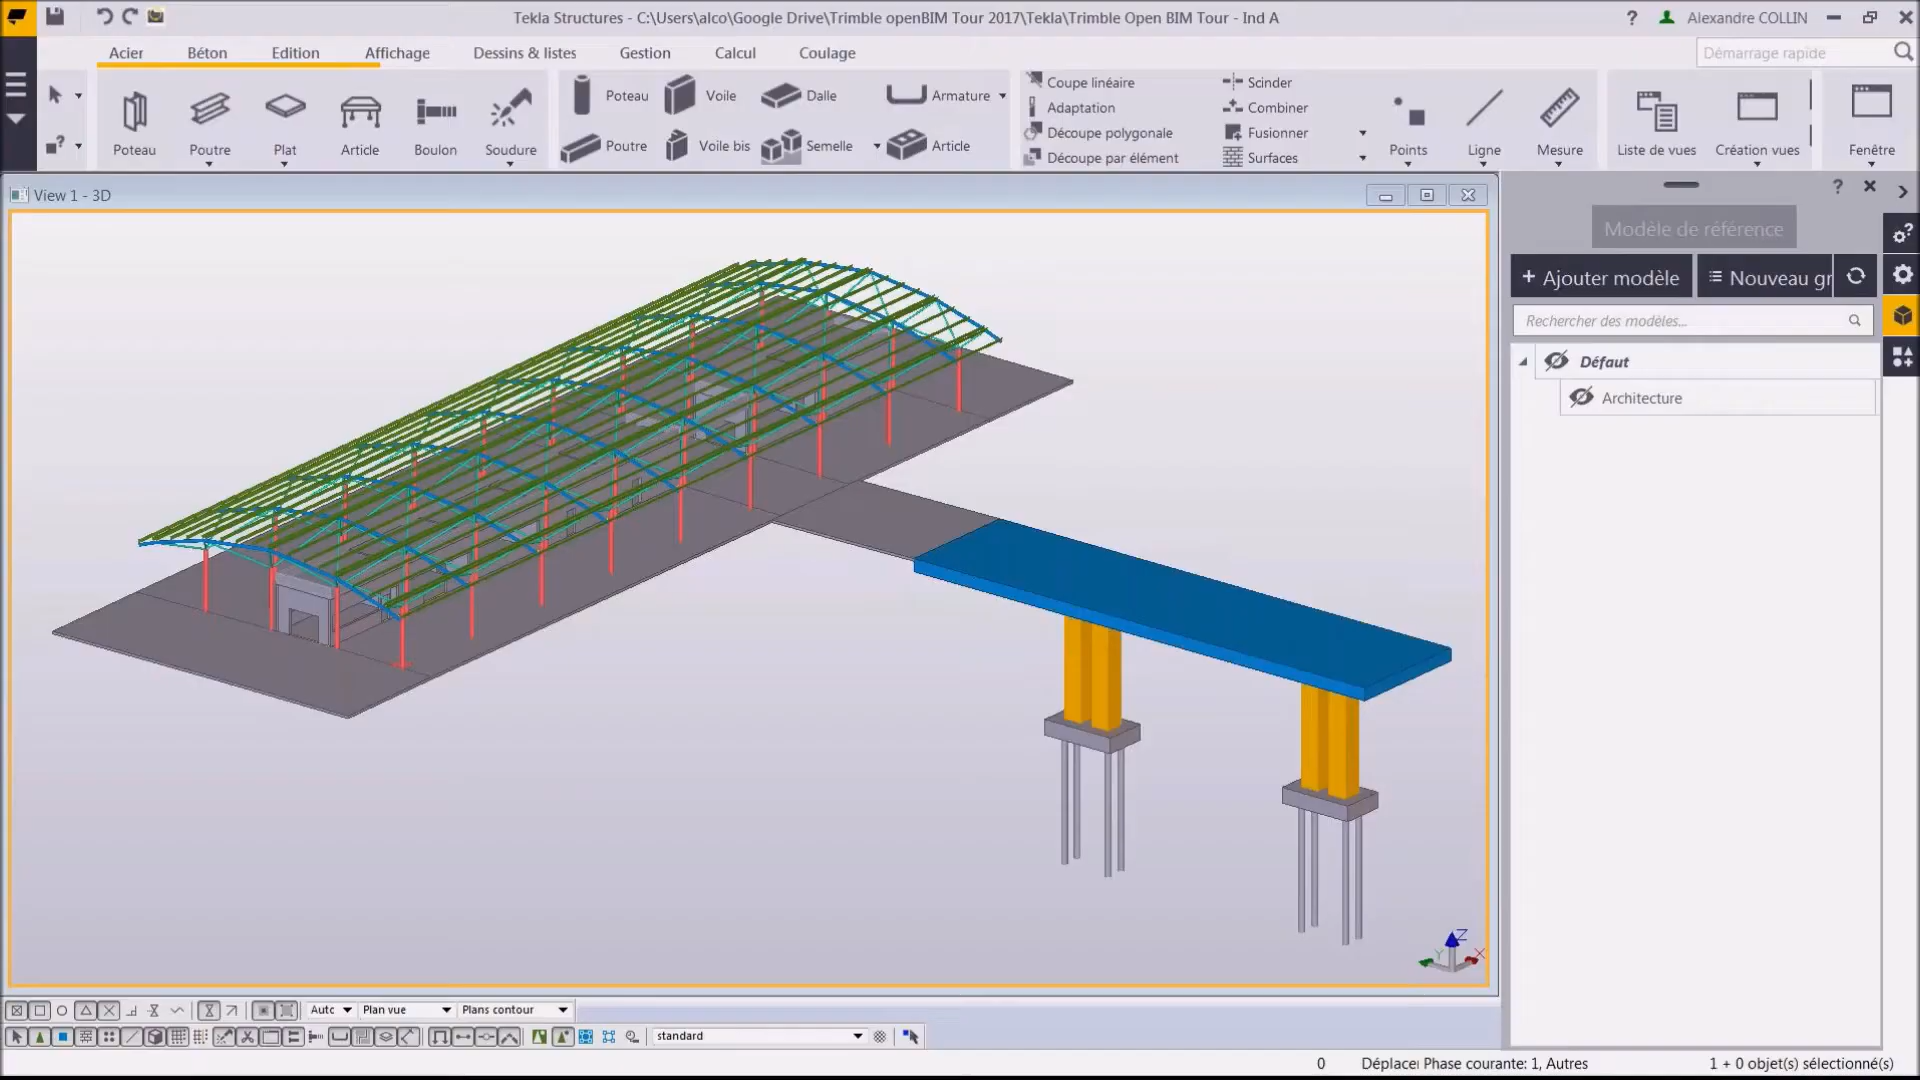 Tekla Structures - C:\Users\alco\Google Drive\Trimble openBIM Tour 2017\Tekla\Trimble Open BIM Tour - Ind A
? Alexandre COLLIN
Acier Béton Edition Affichage Dessins & listes Gestion Calcul Coulage
Démarrage rapide
Poteau Poutre Plat Article Boulon Soudure
Poteau Voile Dalle Armature
Poutre Voile bis Semelle Article
Coupe linéaire Scinder
Adaptation Combiner
Découpe polygonale Fusionner
Découpe par élément Surfaces
Points Ligne Mesure Liste de vues Création vues Fenêtre
View 1 - 3D
?
Modèle de référence
+ Ajouter modèle Nouveau gr
Rechercher des modèles...
Défaut
Architecture
Z
Y
X
Auto Plan vue Plans contour
standard
0 Déplacer Phase courante: 1, Autres 1 + 0 objet(s) sélectionné(s)